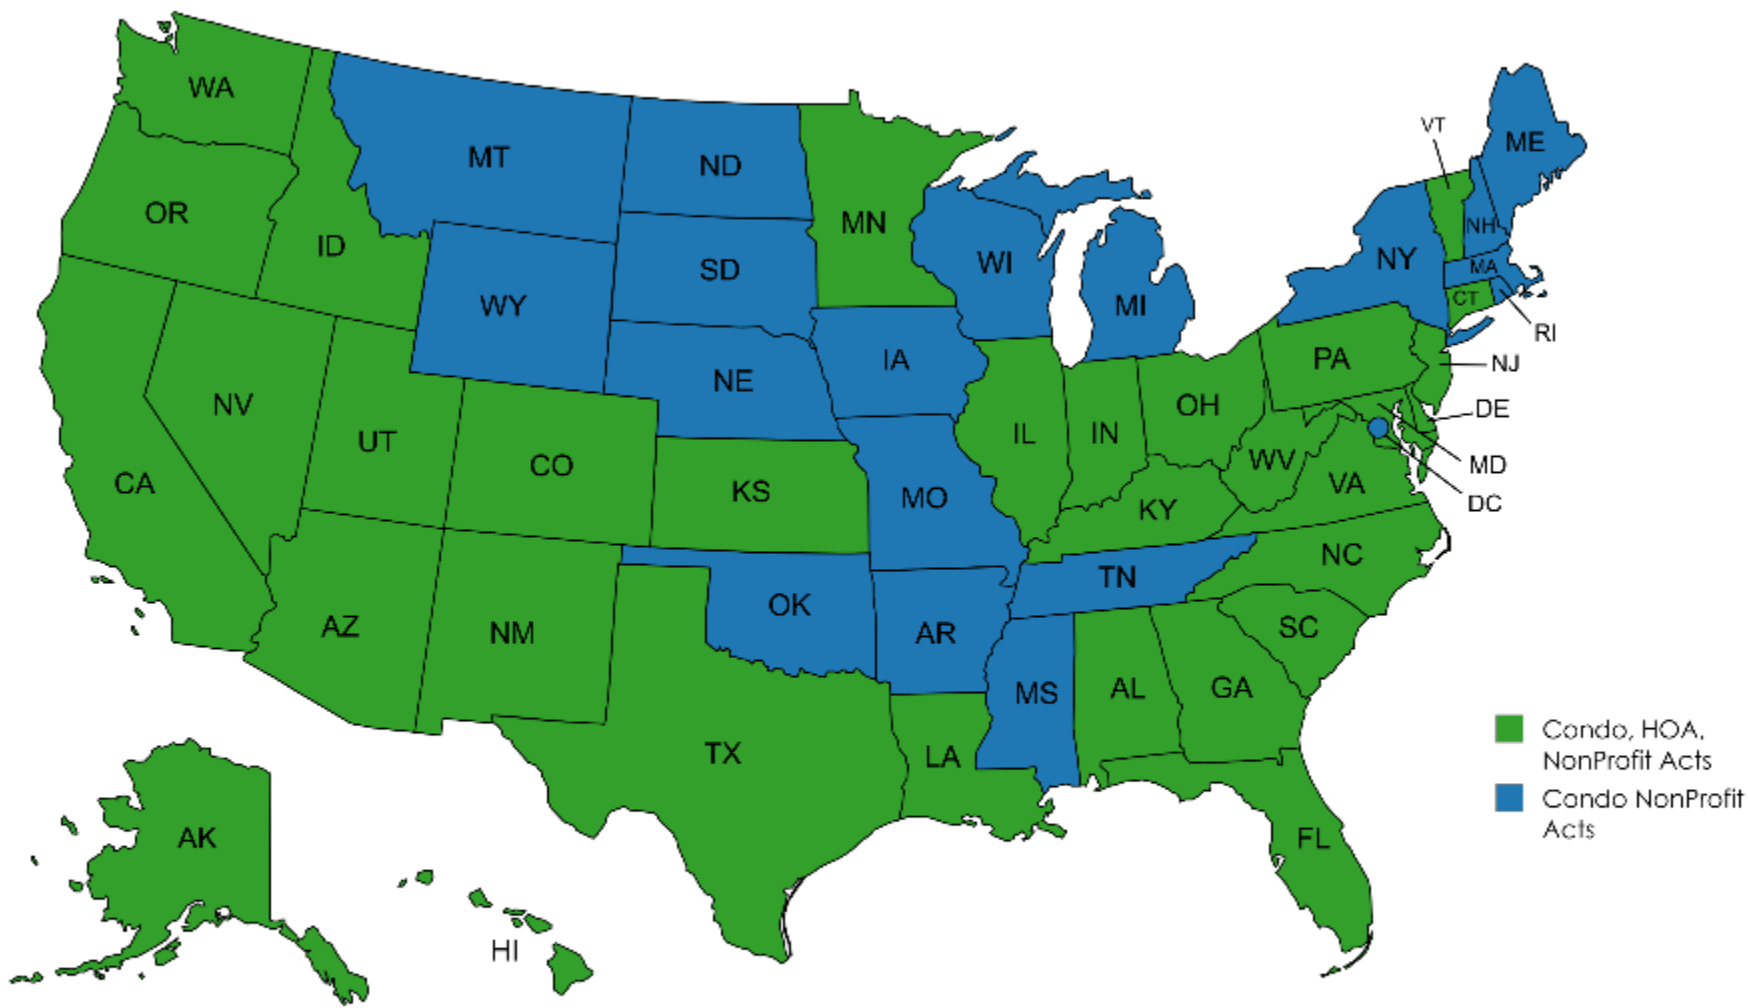 WA
MT
ND
MN
VT
ME
OR
ID
SD
WI
MI
NY
NH
MA
CT
RI
WY
IA
PA
NJ
NE
NV
UT
CO
IL
IN
OH
DE
CA
KS
MO
KY
WV
VA
MD
DC
AZ
NM
OK
AR
TN
NC
SC
TX
LA
MS
AL
GA
FL
AK
HI
Condo, HOA,
NonProfit Acts
Condo NonProfit
Acts